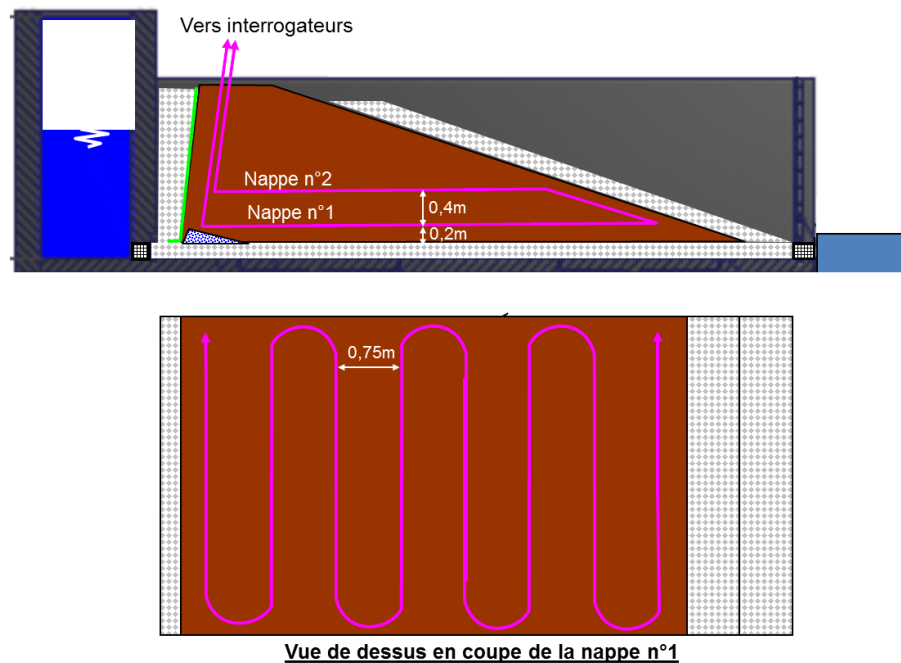 Vers interrogateurs
Nappe n°2
0,4m
Nappe n°1
0,2m
0,75m
Vue de dessus en coupe de la nappe n°1